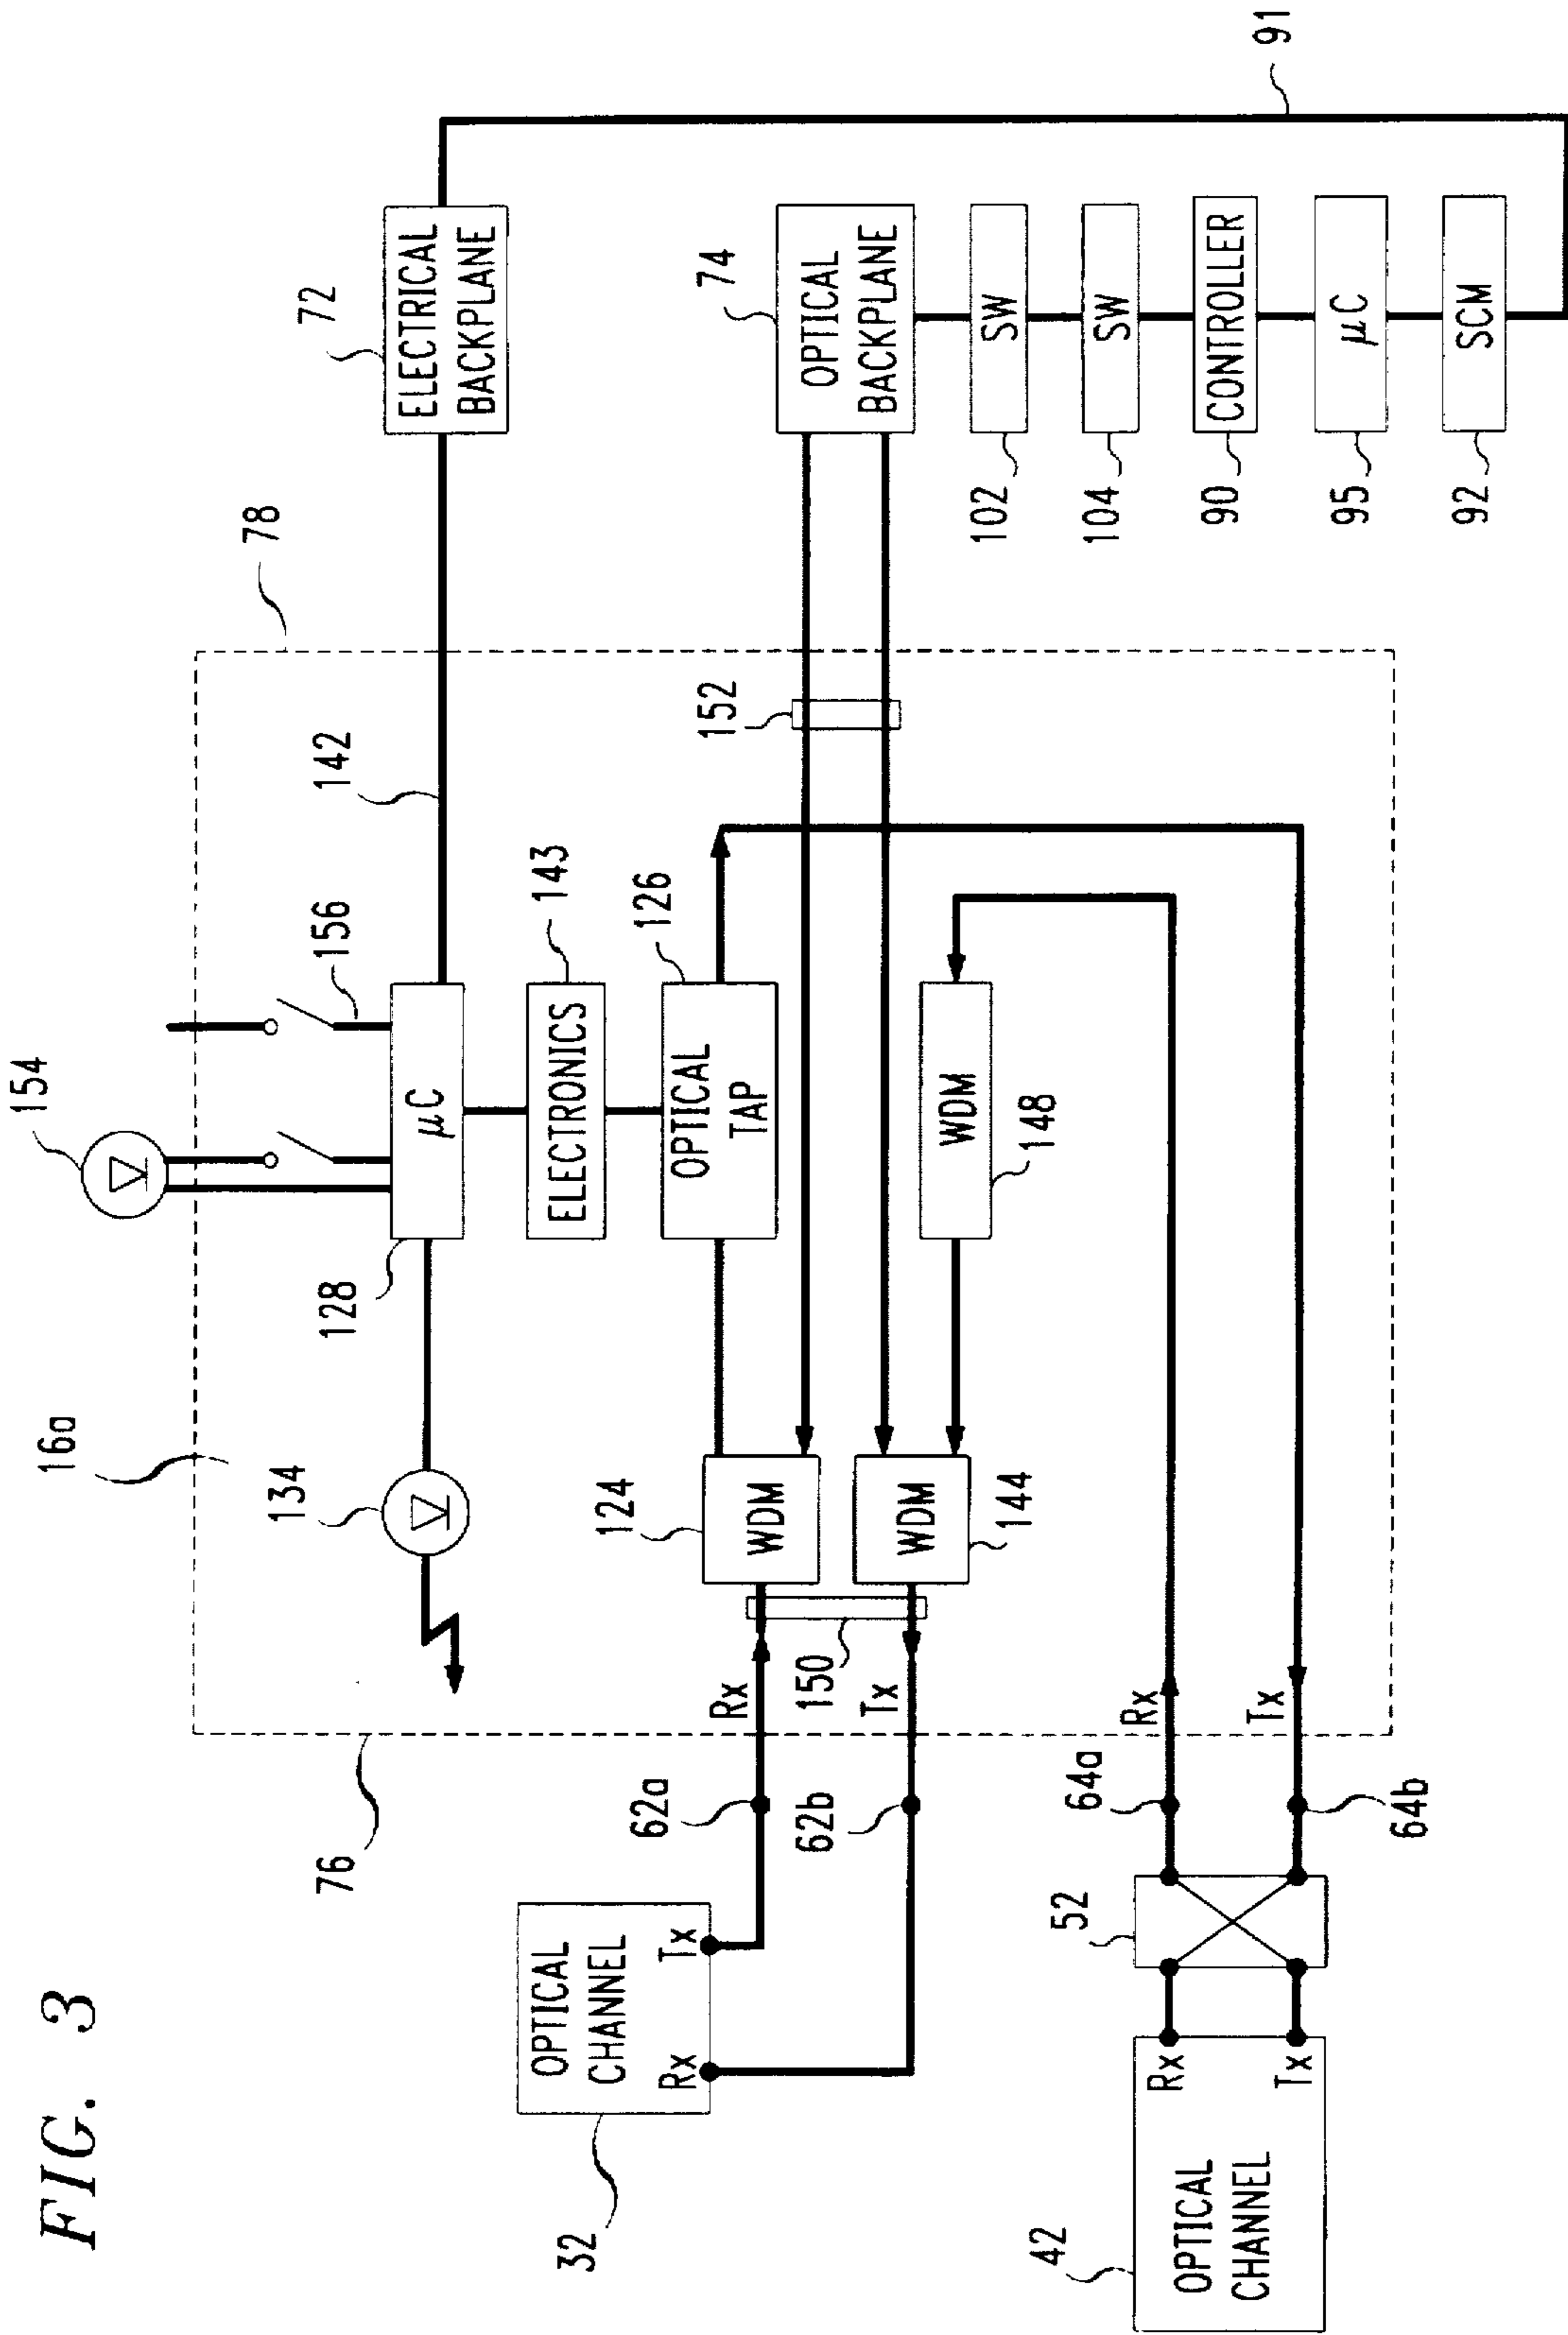 FIG. 3
16a
154
156
78
76
134
128
μC
142
72
ELECTRICAL
BACKPLANE
91
ELECTRONICS
143
OPTICAL
TAP
126
152
74
OPTICAL
BACKPLANE
SW
102
SW
104
CONTROLLER
90
μC
95
SCM
92
32
OPTICAL
CHANNEL
Rx
Tx
62a
62b
Rx
Tx
150
124
WDM
WDM
144
WDM
148
42
OPTICAL
CHANNEL
Rx
Tx
52
64a
64b
Rx
Tx